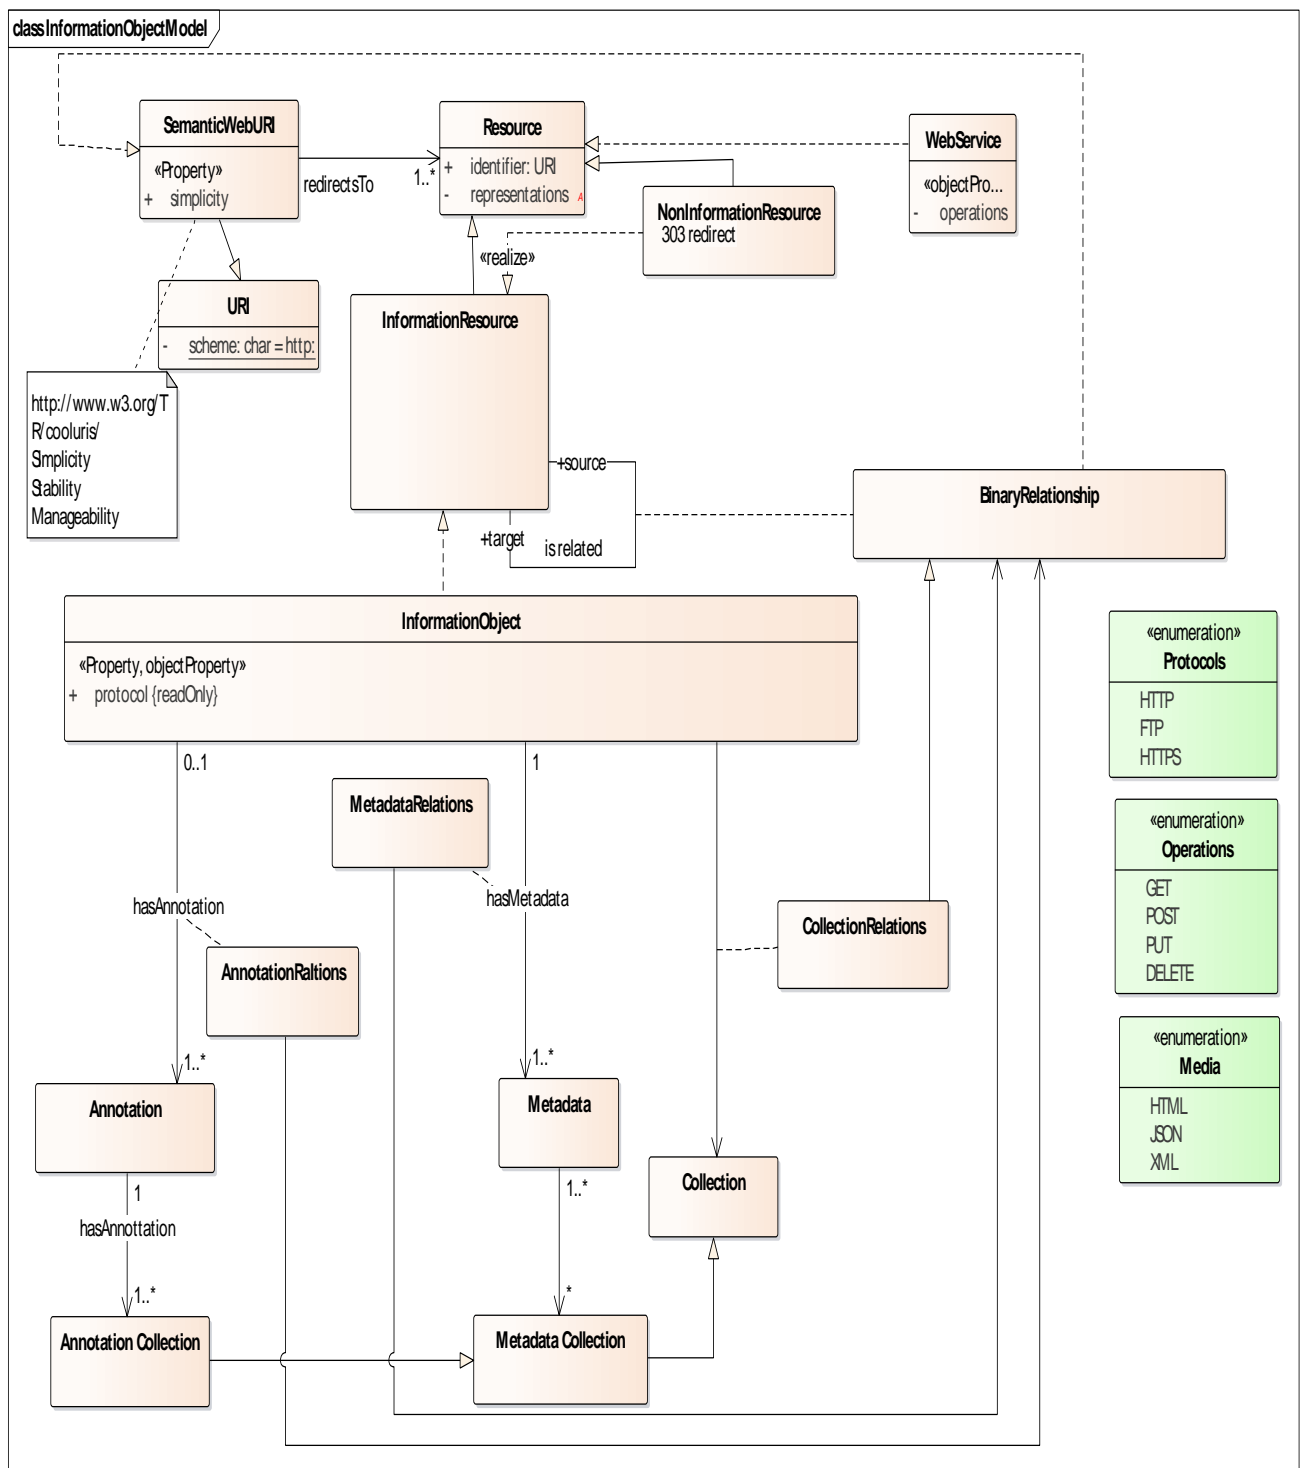 class InformationObjectModel
SemanticWebURI
«Property»
+ simplicity
redirectsTo
1..*
Resource
+ identifier: URI
- representations A
WebService
«objectPro...
- operations
NonInformationResource
303 redirect
«realize»
URI
- scheme: char = http:
InformationResource
http://www.w3.org/T
R/cooluris/
Simplicity
Stability
Manageability
+source
+target
is related
BinaryRelationship
InformationObject
«Property, objectProperty»
+ protocol {readOnly}
«enumeration»
Protocols
HTTP
FTP
HTTPS
0..1
1
MetadataRelations
hasAnnotation
hasMetadata
«enumeration»
Operations
GET
POST
PUT
DELETE
CollectionRelations
AnnotationRaltions
1..*
1..*
«enumeration»
Media
HTML
JSON
XML
Annotation
Metadata
Collection
1
hasAnnottation
1..*
1..*
*
Annotation Collection
Metadata Collection